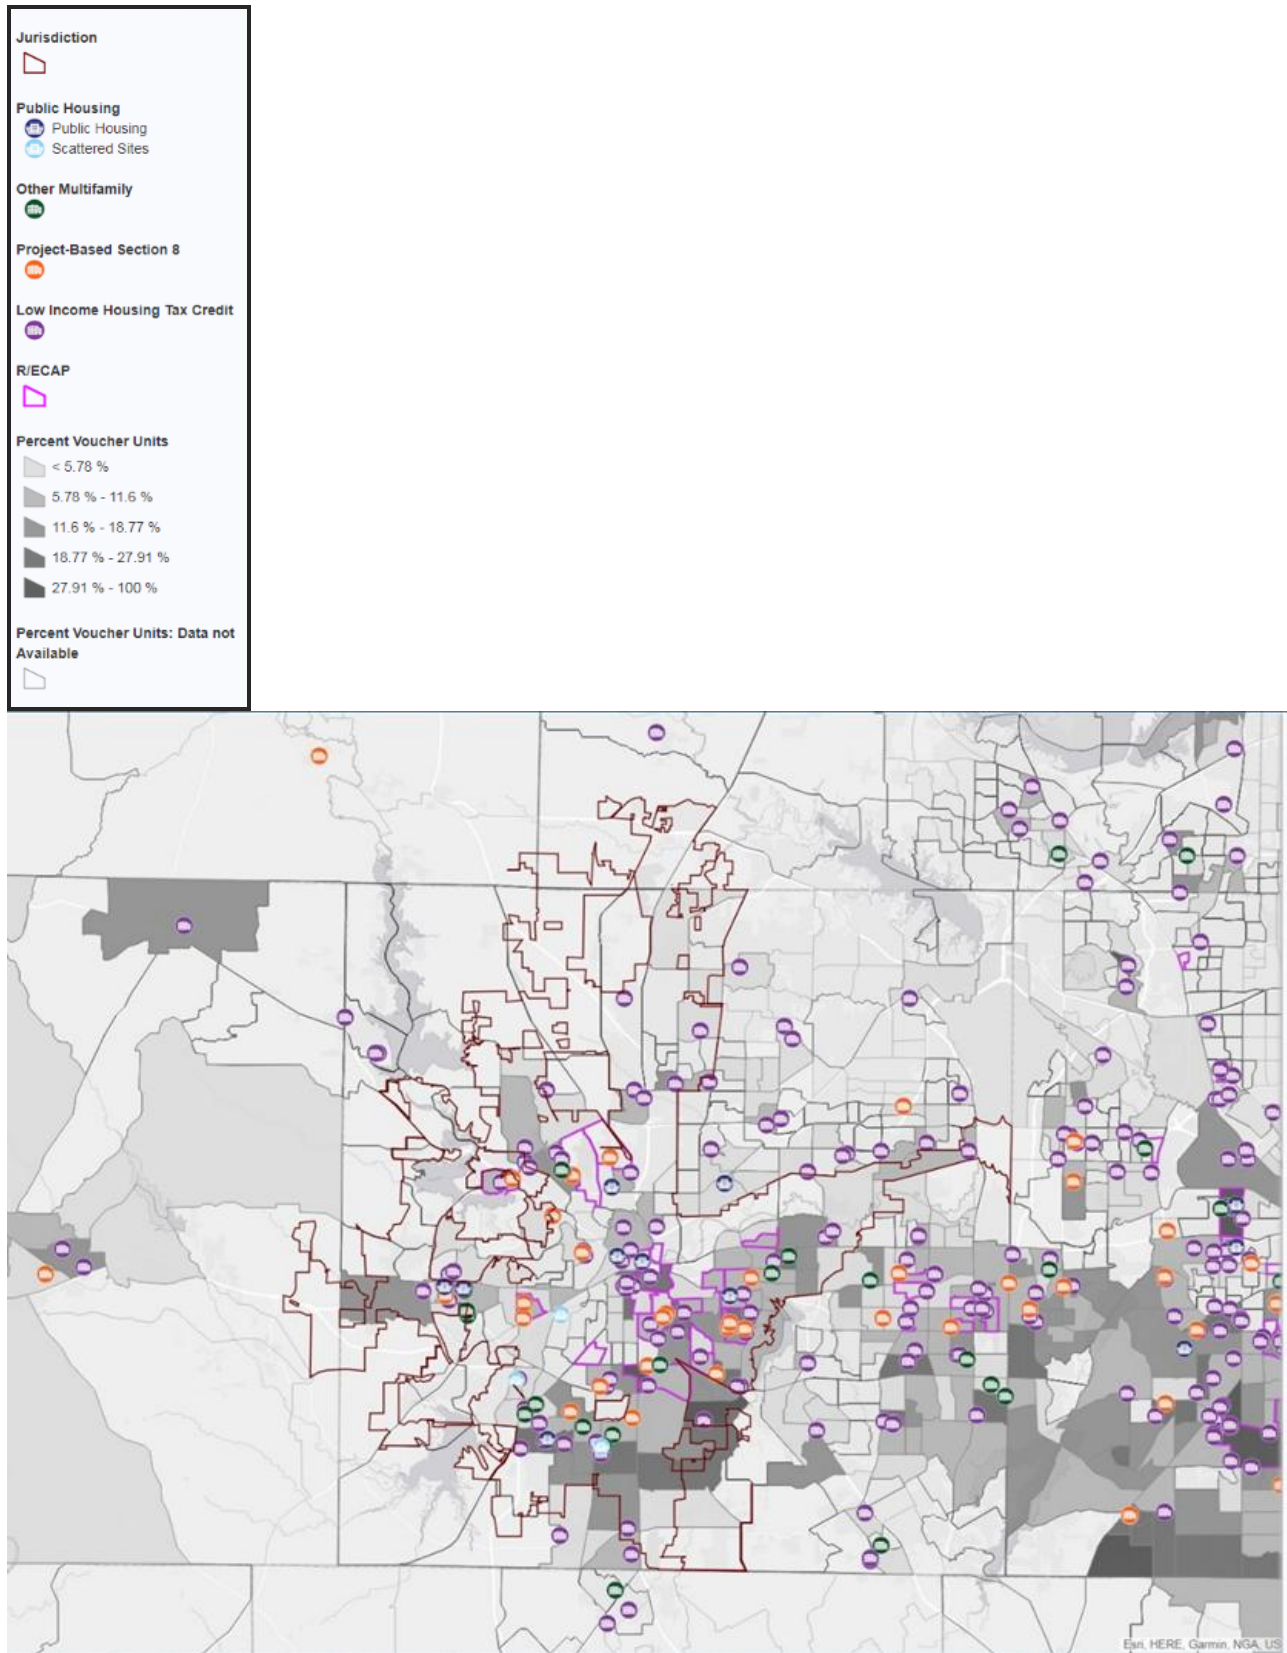 Jurisdiction
Public Housing
Public Housing
Scattered Sites
Other Multifamily
Project-Based Section 8
Low Income Housing Tax Credit
R/ECAP
Percent Voucher Units
< 5.78 %
5.78 % - 11.6 %
11.6 % - 18.77 %
18.77 % - 27.91 %
27.91 % - 100 %
Percent Voucher Units: Data not
Available
Esri, HERE, Garmin, NGA, US